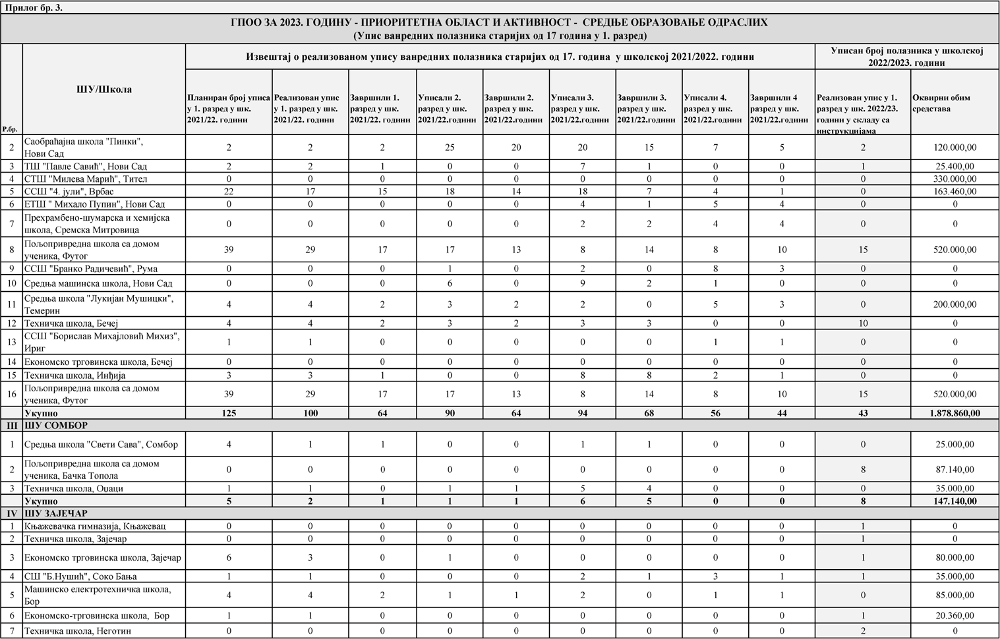 Прилог бр. 3.
ГПОО ЗА 2023. ГОДИНУ - ПРИОРИТЕТНА ОБЛАСТ И АКТИВНОСТ - СРЕДЊЕ ОБРАЗОВАЊЕ ОДРАСЛИХ
(Упис ванредних полазника старијих од 17 година у 1. разред)
Р.бр.
ШУ/Школа
Извештај о реализованом упису ванредних полазника старијих од 17. година у школској 2021/2022. години
Уписан број полазника у школској
2022/2023. години
Планиран број уписа
у 1. разред у шк.
2021/22. години
Реализован упис
у 1. разред у шк.
2021/22. години
Завршили 1.
разред у шк.
2021/22. години
Уписали 2.
разред у шк.
2021/22.години
Завршили 2.
разред у шк.
2021/22.години
Уписали 3.
разред у шк.
2021/22.години
Завршили 3.
разред у шк.
2021/22.години
Уписали 4.
разред у шк.
2021/22.години
Завршили 4
разред у шк.
2021/22.години
Реализован упис у 1.
разред у шк. 2022/23.
години у складу са
инструкцијама
Оквирни обим
средстава
2 Саобраћајна школа "Пинки",
Нови Сад 2 2 2 25 20 20 15 7 5 2 120.000,00
3 ТШ "Павле Савић", Нови Сад 2 2 1 0 0 7 1 0 0 1 25.400,00
4 СТШ "Милева Марић", Тител 0 0 0 0 0 0 0 0 0 0 330.000,00
5 ССШ "4. јули", Врбас 22 17 15 18 14 18 7 4 1 0 163.460,00
6 ЕТШ " Михало Пупин", Нови Сад 0 0 0 0 0 4 1 5 4 0 0
7 Прехрамбено-шумарска и хемијска
школа, Сремска Митровица 0 0 0 0 0 2 2 4 4 0 0
8 Пољопривредна школа са домом
ученика, Футог 39 29 17 17 13 8 14 8 10 15 520.000,00
9 ССШ "Бранко Радичевић", Рума 0 0 0 1 0 2 0 8 3 0 0
10 Средња машинска школа, Нови Сад 0 0 0 6 0 9 2 1 0 0 0
11 Средња школа "Лукијан Мушицки",
Темерин 4 4 2 3 2 2 0 5 3 0 200.000,00
12 Техничка школа, Бечеј 4 4 2 3 2 3 3 0 0 10 0
13 ССШ "Борислав Михајловић Михиз",
Ириг 1 1 0 0 0 0 0 1 1 0 0
14 Економско трговинска школа, Бечеј 0 0 0 0 0 0 0 0 0 0 0
15 Техничка школа, Инђија 3 3 1 0 0 8 8 2 1 0 0
16 Пољопривредна школа са домом
ученика, Футог 39 29 17 17 13 8 14 8 10 15 520.000,00
Укупно 125 100 64 90 64 94 68 56 44 43 1.878.860,00
III ШУ СОМБОР
1 Средња школа "Свети Сава", Сомбор 4 1 1 0 0 1 1 0 0 0 25.000,00
2 Пољопривредна школа са домом
ученика, Бачка Топола 0 0 0 0 0 0 0 0 0 8 87.140,00
3 Техничка школа, Оџаци 1 1 0 1 1 5 4 0 0 0 35.000,00
Укупно 5 2 1 1 1 6 5 0 0 8 147.140,00
IV ШУ ЗАЈЕЧАР
1 Књажевачка гимназија, Књажевац 0 0 0 0 0 0 0 0 0 1 0
2 Техничка школа, Зајечар 0 0 0 0 0 0 0 0 0 1 0
3 Економско трговинска школа, Зајечар 6 3 0 1 0 0 0 0 0 1 80.000,00
4 СШ "Б.Нушић", Соко Бања 1 1 0 0 0 2 1 3 1 1 35.000,00
5 Машинско електротехничка школа,
Бор 4 4 2 1 1 2 0 1 1 0 85.000,00
6 Економско-трговинска школа, Бор 1 1 0 0 0 0 0 0 0 1 20.360,00
7 Техничка школа, Неготин 0 0 0 0 0 0 0 0 0 2 0